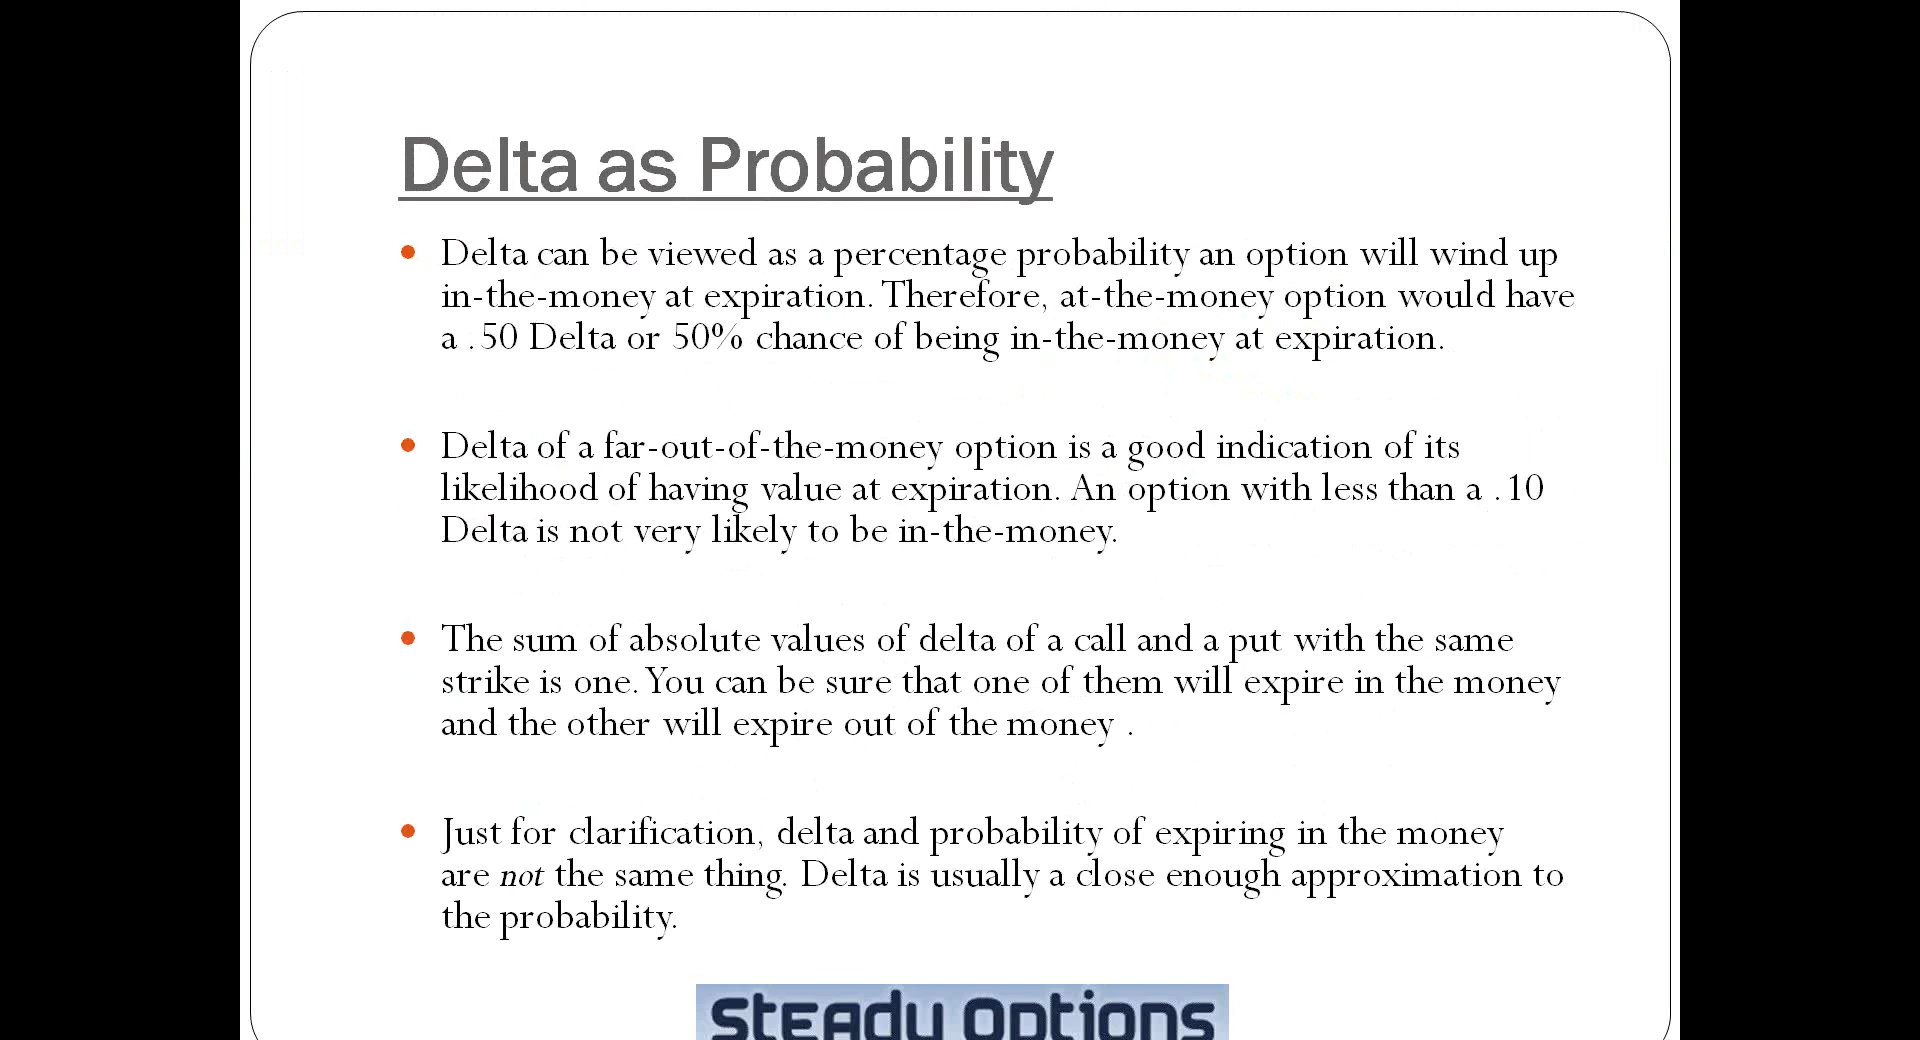 Delta as Probability
Delta can be viewed as a percentage probability an option will wind up
in-the-money at expiration. Therefore, at-the-money option would have
a .50 Delta or 50% chance of being in-the-money at expiration.
Delta of a far-out-of-the-money option is a good indication of its
likelihood of having value at expiration. An option with less than a .10
Delta is not very likely to be in-the-money.
The sum of absolute values of delta of a call and a put with the same
strike is one. You can be sure that one of them will expire in the money
and the other will expire out of the money .
Just for clarification, delta and probability of expiring in the money
are not the same thing. Delta is usually a close enough approximation to
the probability.
Steady Options